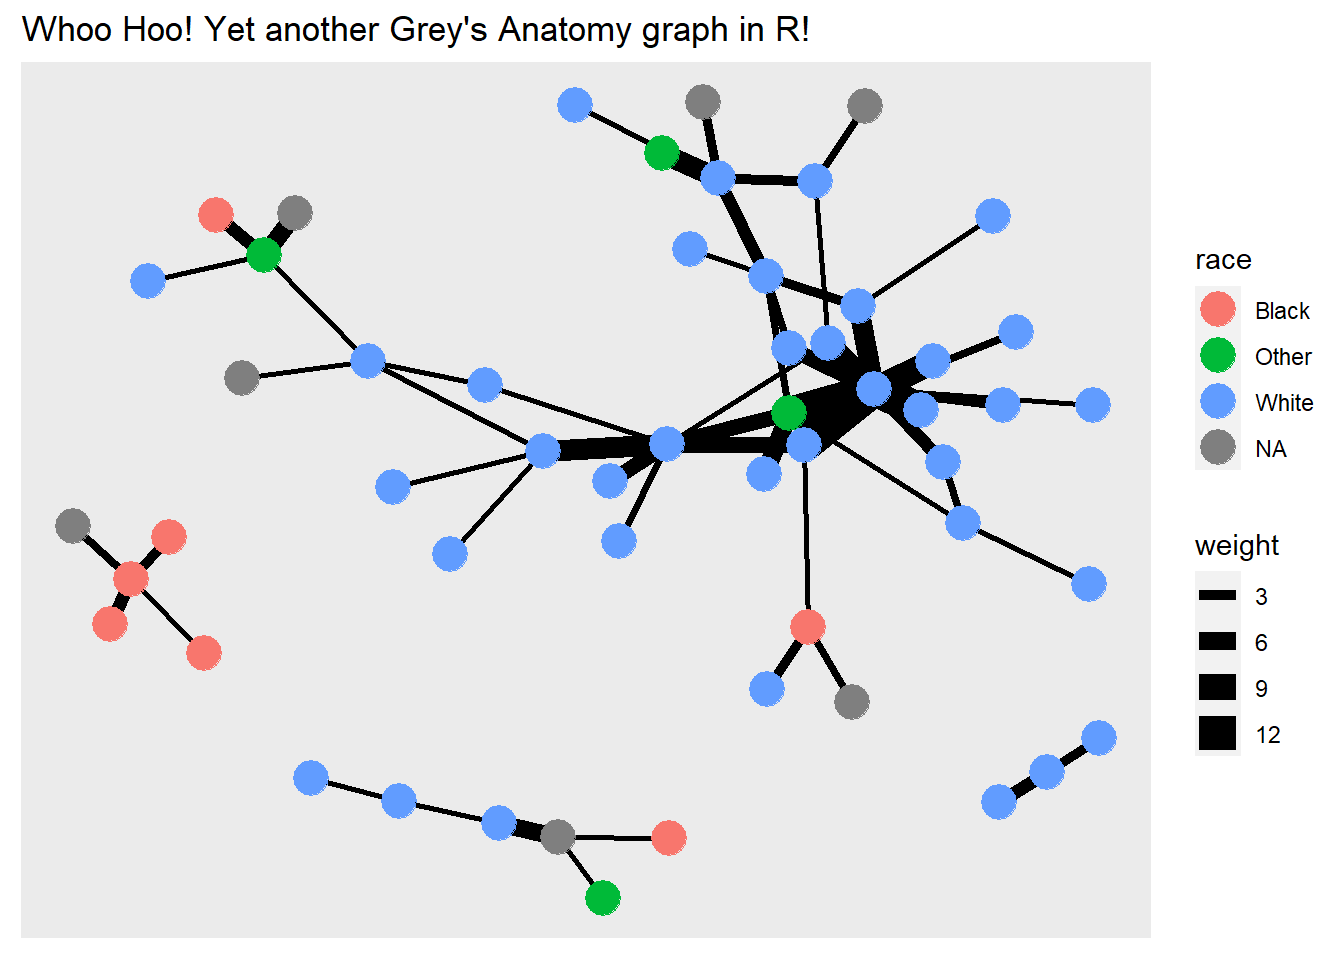 Whoo Hoo! Yet another Grey's Anatomy graph in R!
race
Black
Other
White
NA
weight
3
6
9
12